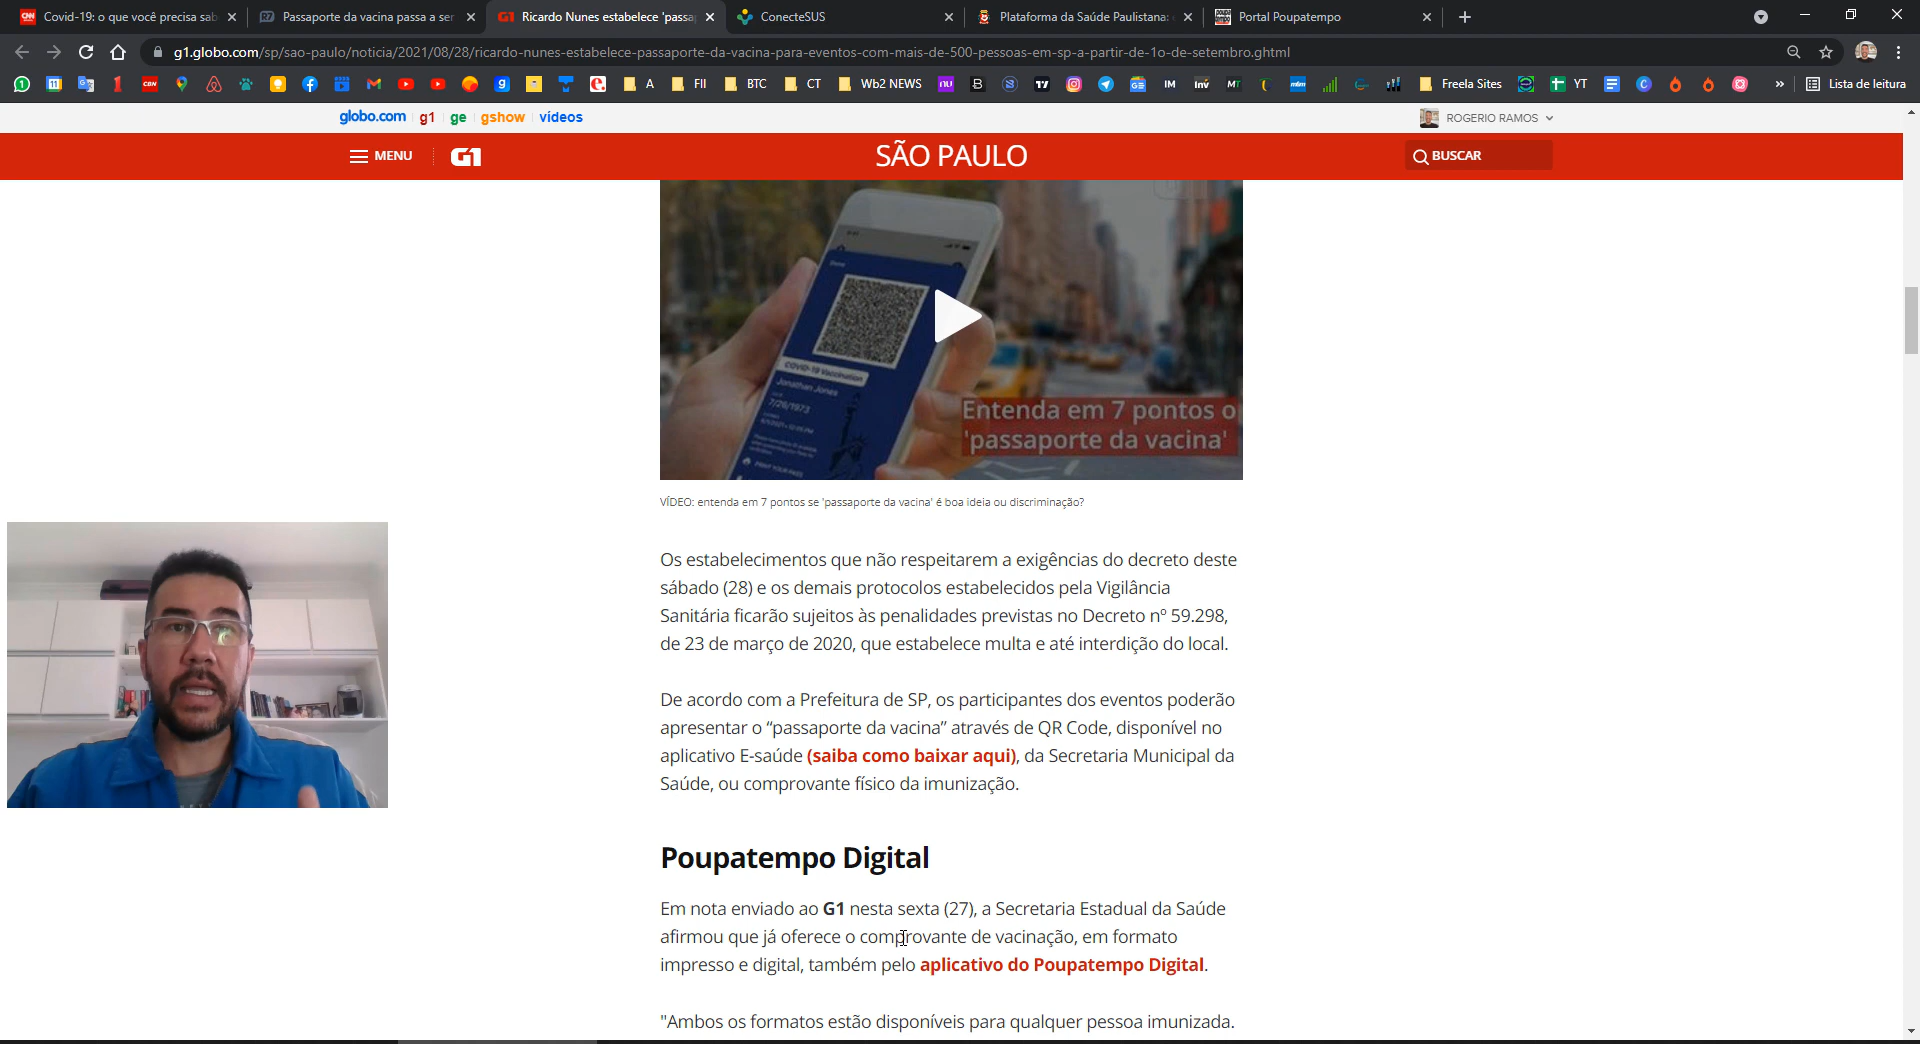 Covid-19: o que você precisa sab
Passaporte da vacina passa a ser
Ricardo Nunes estabelece 'passa
ConecteSUS
Plataforma da Saúde Paulistana:
Portal Poupatempo
g1.globo.com/sp/sao-paulo/noticia/2021/08/28/ricardo-nunes-estabelece-passaporte-da-vacina-para-eventos-com-mais-de-500-pessoas-em-sp-a-partir-de-1o-de-setembro.ghtml
A
FII
BTC
CT
Wb2 NEWS
Freela Sites
YT
Lista de leitura
globo.com g1 ge gshow vídeos
ROGERIO RAMOS
MENU
G1
SÃO PAULO
BUSCAR
COVID-19 Vaccination
Jonathan Jones
7/26/1973
Entenda em 7 pontos o
'passaporte da vacina'
VÍDEO: entenda em 7 pontos se 'passaporte da vacina' é boa ideia ou discriminação?
Os estabelecimentos que não respeitarem a exigências do decreto deste
sábado (28) e os demais protocolos estabelecidos pela Vigilância
Sanitária ficarão sujeitos às penalidades previstas no Decreto nº 59.298,
de 23 de março de 2020, que estabelece multa e até interdição do local.
De acordo com a Prefeitura de SP, os participantes dos eventos poderão
apresentar o “passaporte da vacina” através de QR Code, disponível no
aplicativo E-saúde (saiba como baixar aqui), da Secretaria Municipal da
Saúde, ou comprovante físico da imunização.
Poupatempo Digital
Em nota enviado ao G1 nesta sexta (27), a Secretaria Estadual da Saúde
afirmou que já oferece o comprovante de vacinação, em formato
impresso e digital, também pelo aplicativo do Poupatempo Digital.
"Ambos os formatos estão disponíveis para qualquer pessoa imunizada.